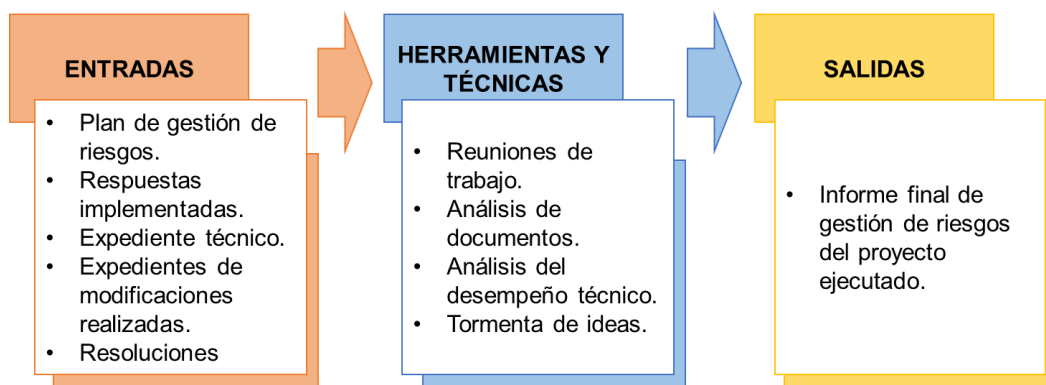 ENTRADAS
• Plan de gestión de
riesgos.
• Respuestas
implementadas.
• Expediente técnico.
• Expedientes de
modificaciones
realizadas.
• Resoluciones
HERRAMIENTAS Y
TÉCNICAS
• Reuniones de
trabajo.
• Análisis de
documentos.
• Análisis del
desempeño técnico.
• Tormenta de ideas.
SALIDAS
• Informe final de
gestión de riesgos
del proyecto
ejecutado.